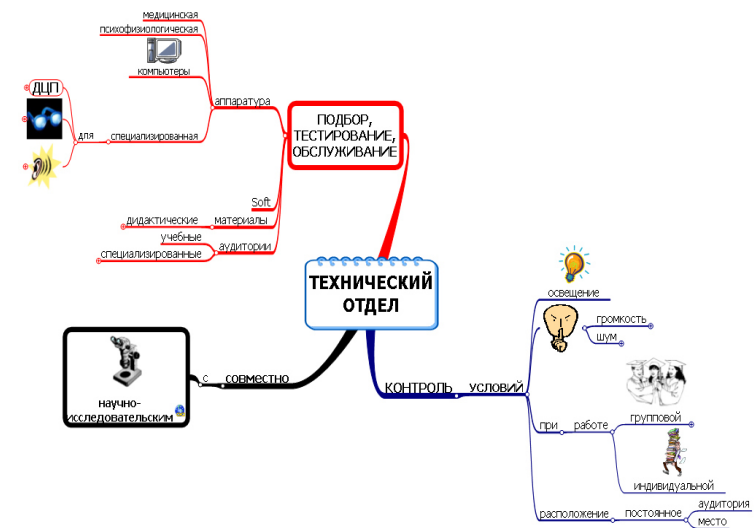 медицинская
психофизиологическая
компьютеры
аппаратура
ДЦП
для
специализированная
ПОДБОР,
ТЕСТИРОВАНИЕ,
ОБСЛУЖИВАНИЕ
Soft
дидактические
материалы
учебные
аудитории
специализированные
ТЕХНИЧЕСКИЙ
ОТДЕЛ
освещение
громкость
шум
КОНТРОЛЬ
УСЛОВИЙ
совместно
с
научно-
исследовательским
групповой
при
работе
индивидуальной
расположение
постоянное
аудитория
место